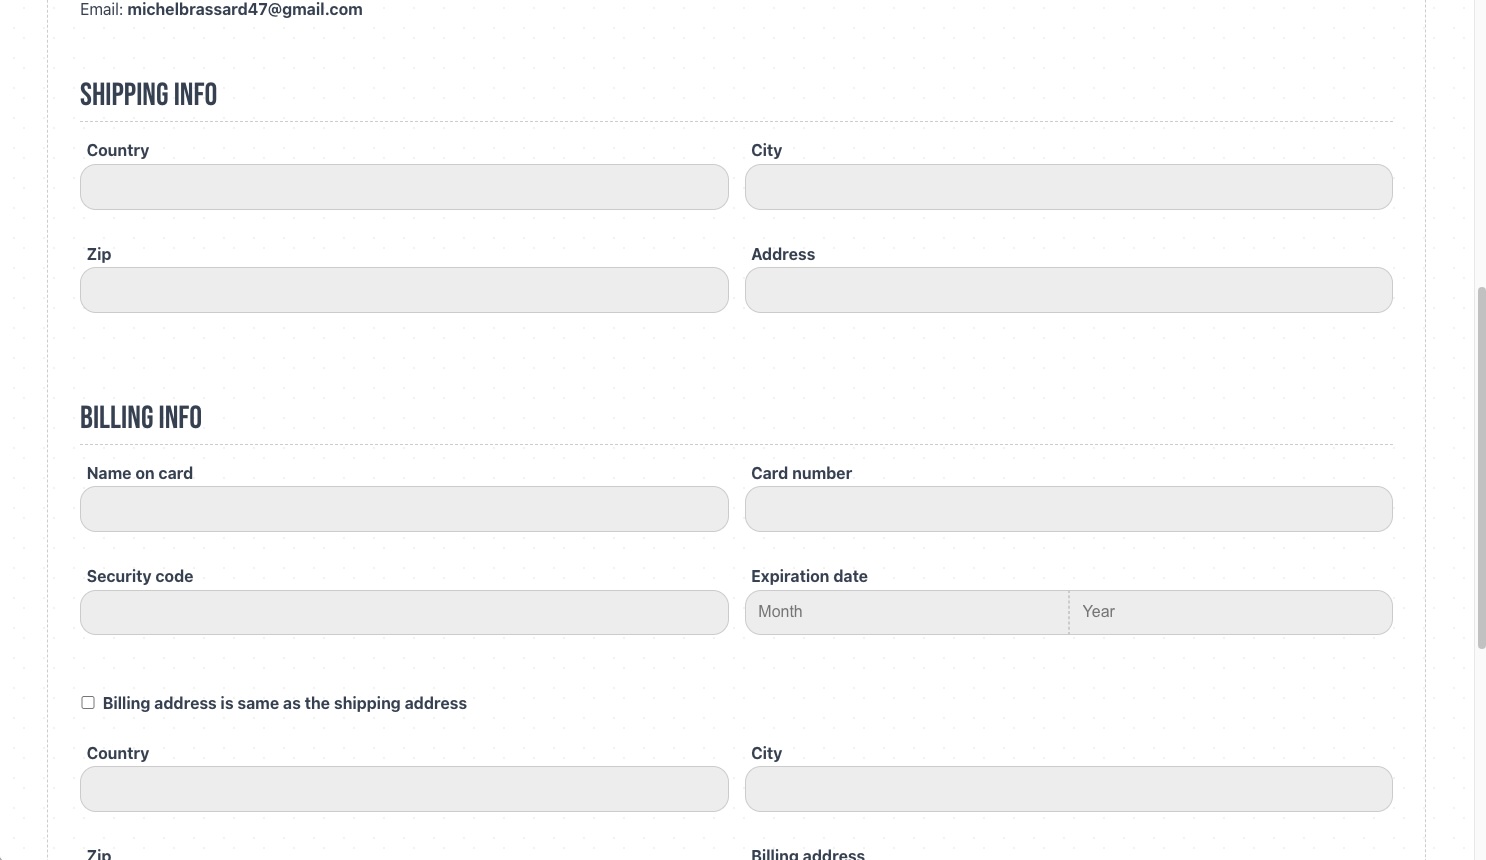 Email: michelbrassard47@gmail.com
SHIPPING INFO
Country
City
Zip
Address
BILLING INFO
Name on card
Card number
Security code
Expiration date
Month
Year
Billing address is same as the shipping address
Country
City
Zip
Billing address